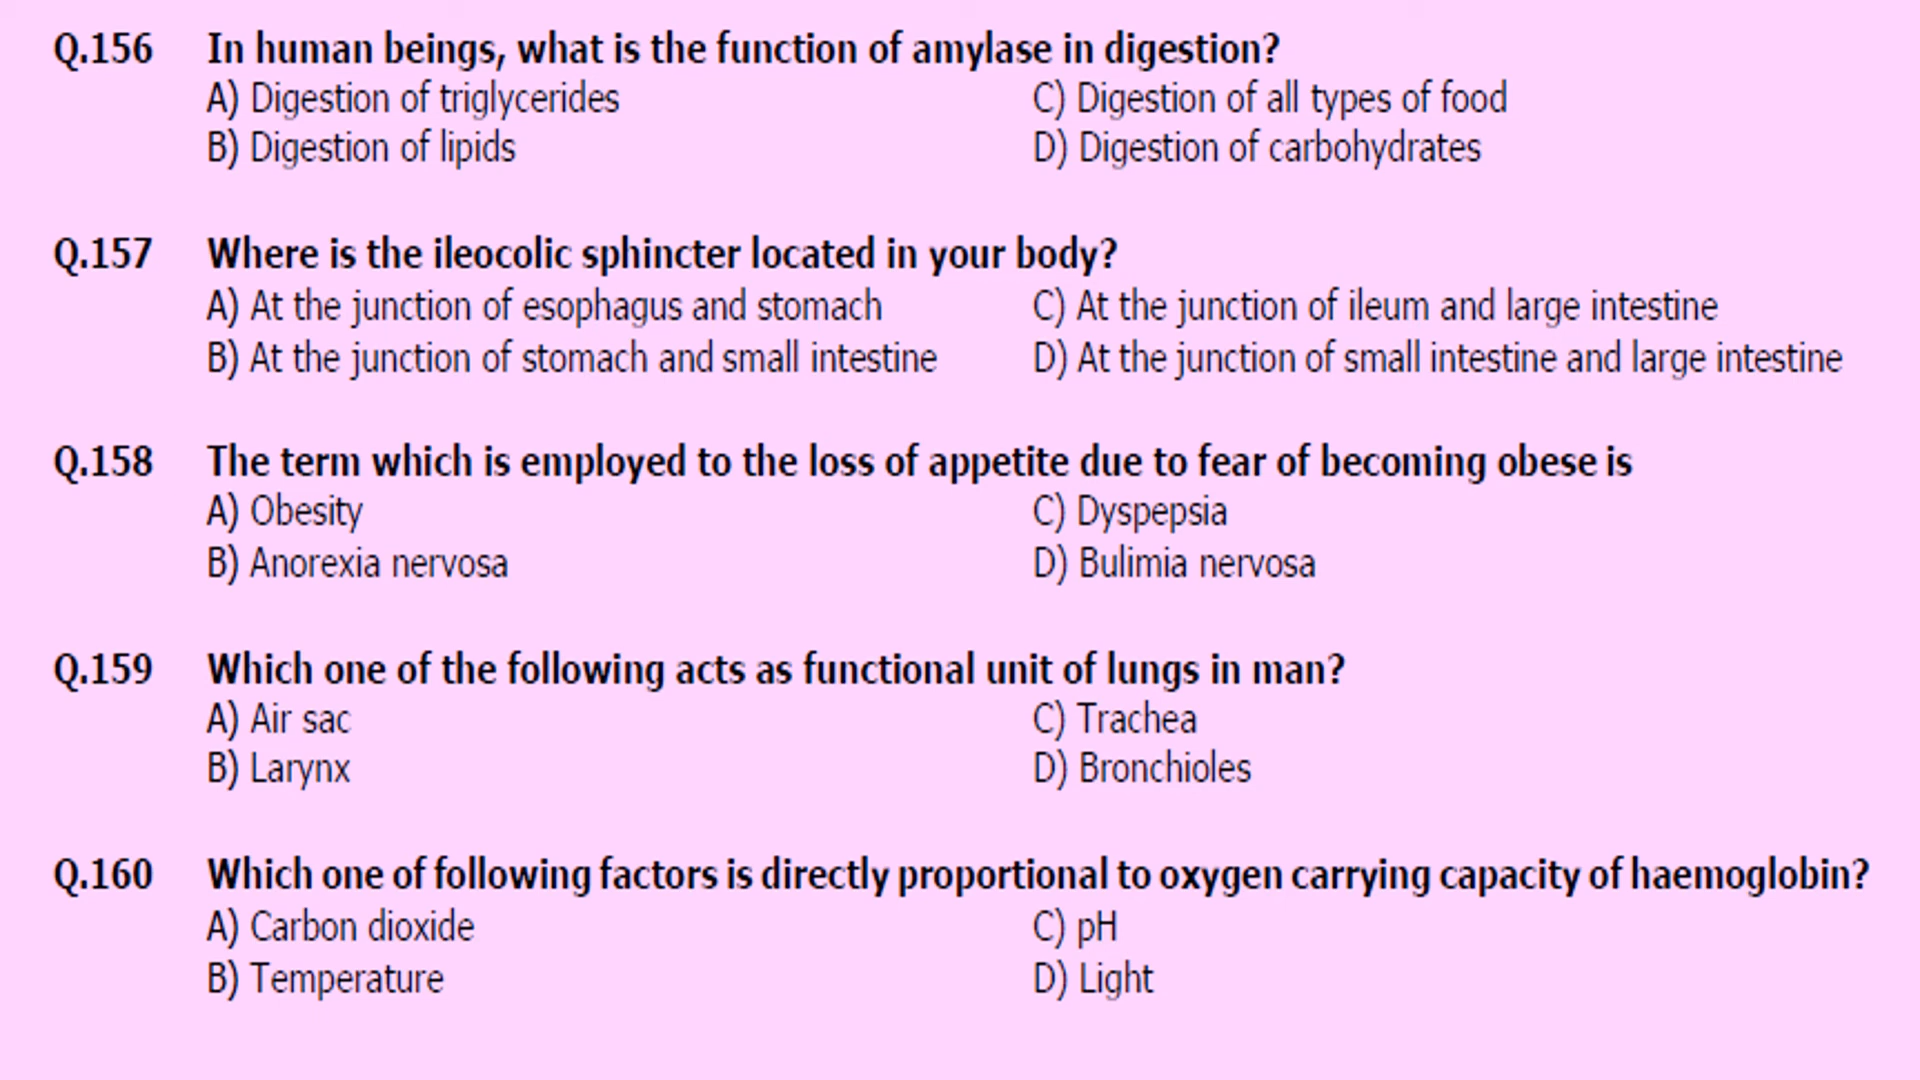 Q.156 In human beings, what is the function of amylase in digestion?
A) Digestion of triglycerides C) Digestion of all types of food
B) Digestion of lipids D) Digestion of carbohydrates
Q.157 Where is the ileocolic sphincter located in your body?
A) At the junction of esophagus and stomach C) At the junction of ileum and large intestine
B) At the junction of stomach and small intestine D) At the junction of small intestine and large intestine
Q.158 The term which is employed to the loss of appetite due to fear of becoming obese is
A) Obesity C) Dyspepsia
B) Anorexia nervosa D) Bulimia nervosa
Q.159 Which one of the following acts as functional unit of lungs in man?
A) Air sac C) Trachea
B) Larynx D) Bronchioles
Q.160 Which one of following factors is directly proportional to oxygen carrying capacity of haemoglobin?
A) Carbon dioxide C) pH
B) Temperature D) Light